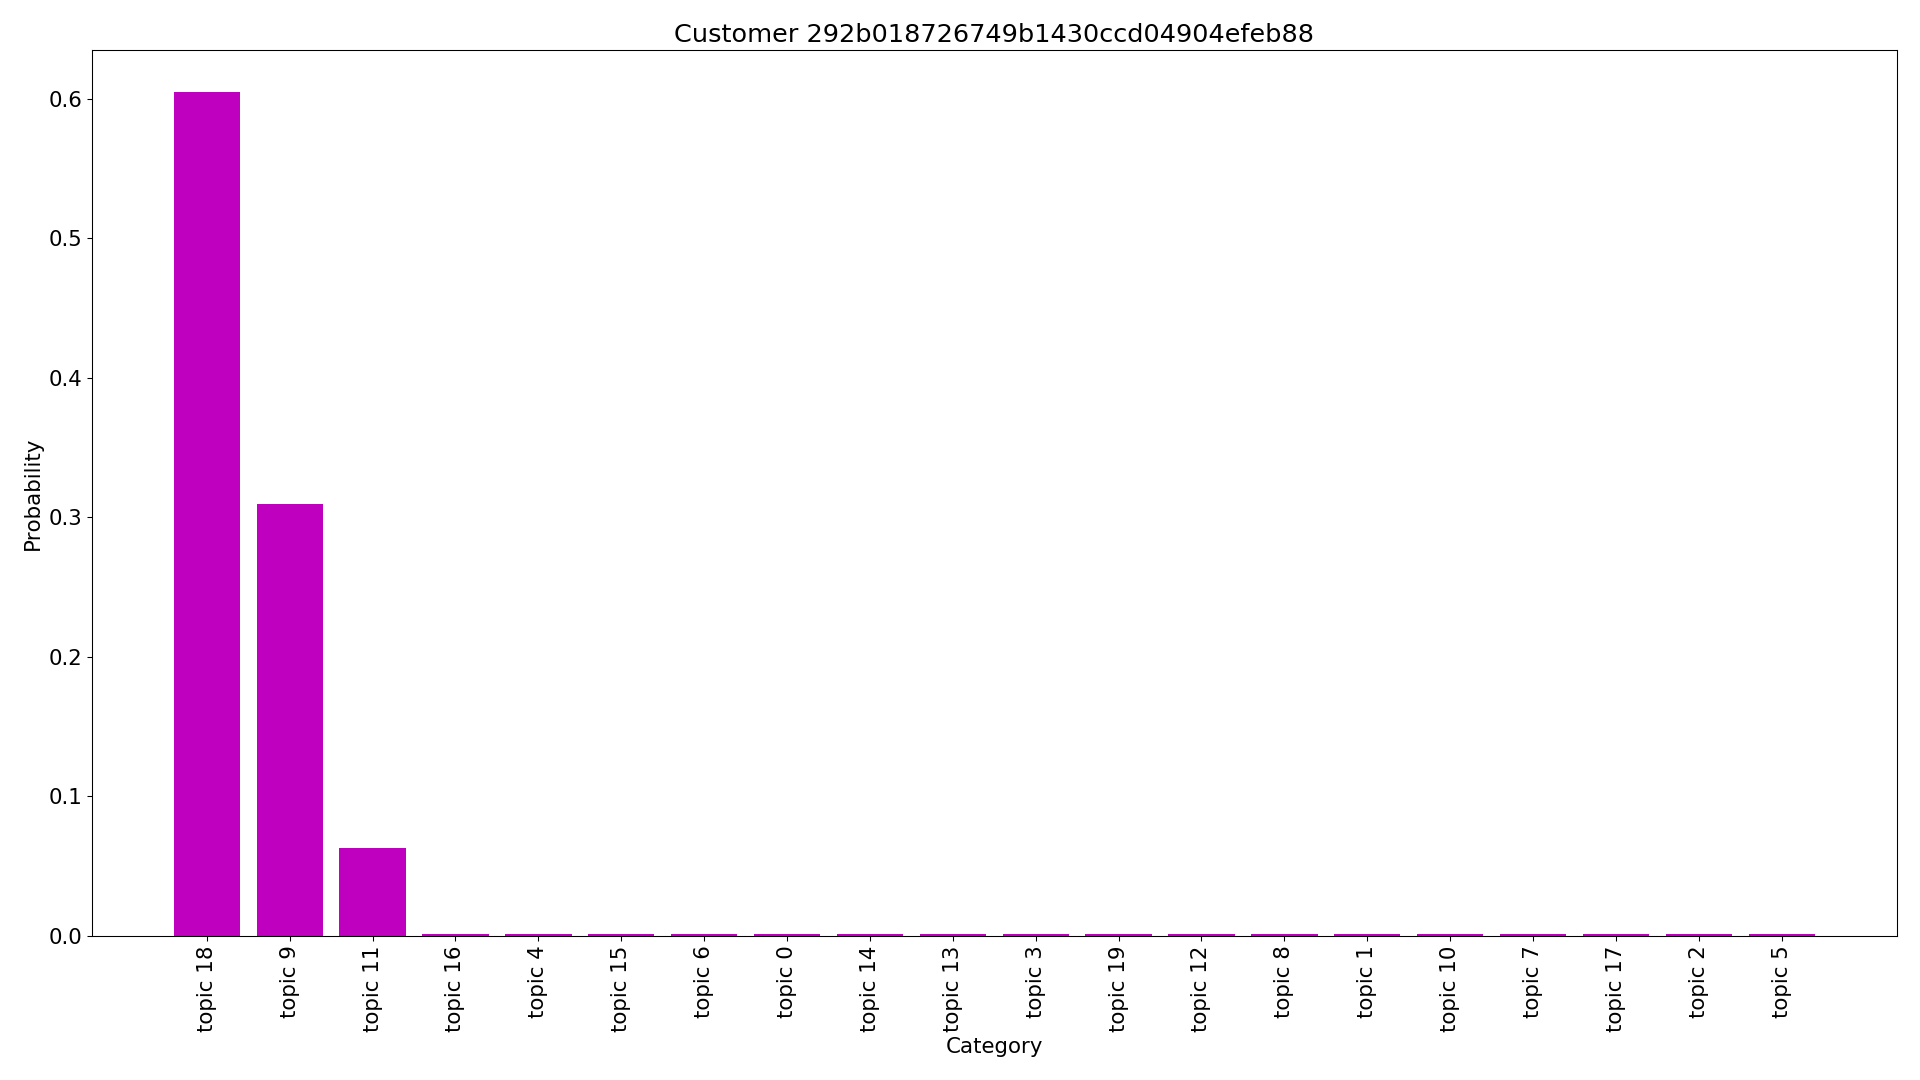 Customer 292b018726749b1430ccd04904efeb88
0.6
0.5
0.4
0.3
0.2
0.1
0.0
Probability
topic 18
topic 9
topic 11
topic 16
topic 4
topic 15
topic 6
topic 0
topic 14
topic 13
topic 3
topic 19
topic 12
topic 8
topic 1
topic 10
topic 7
topic 17
topic 2
topic 5
Category